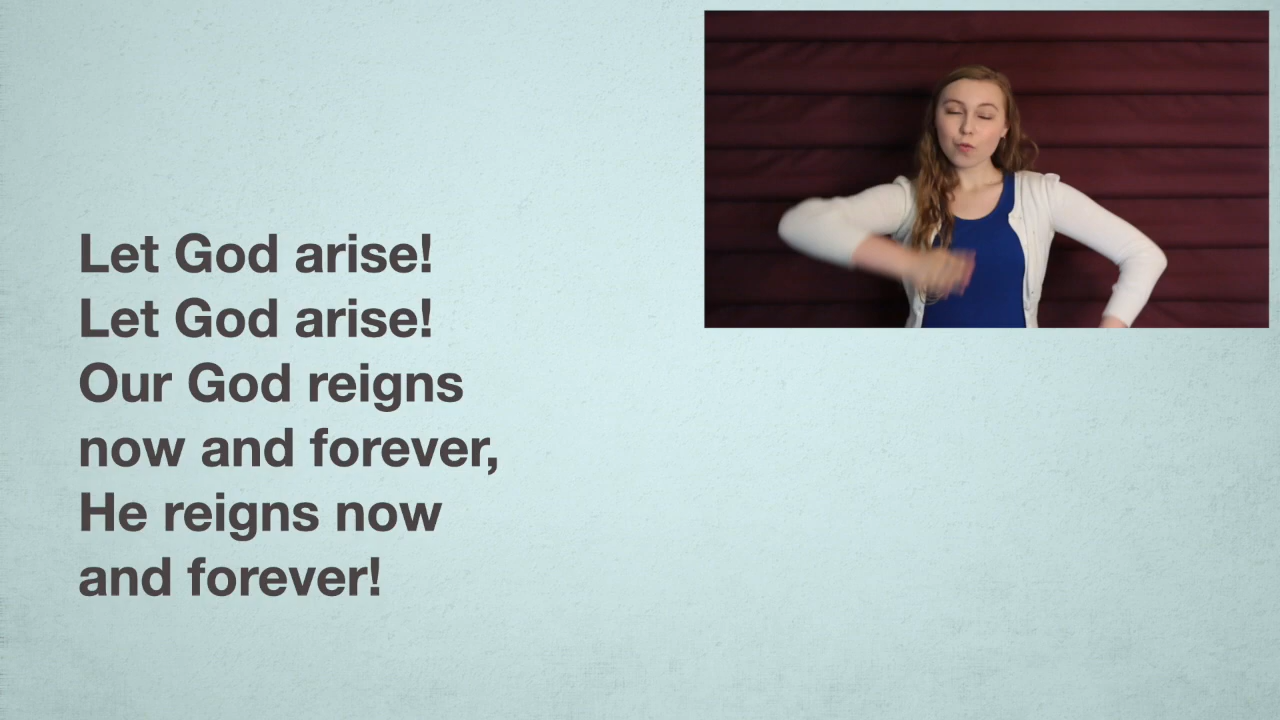 Let God arise!
Let God arise!
Our God reigns
now and forever,
He reigns now
and forever!